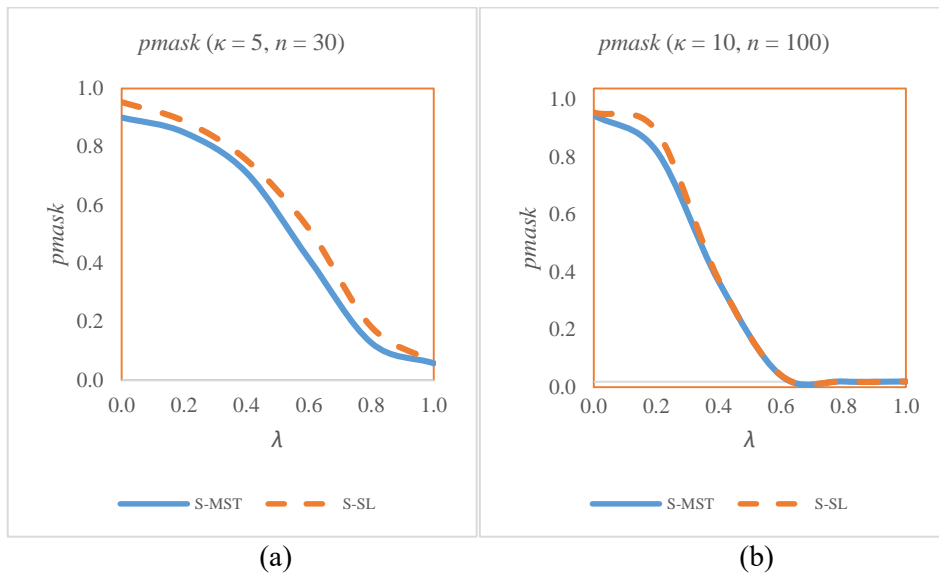 pmask (κ = 5, n = 30)
1.0
0.8
0.6
0.4
0.2
0.0
pmask
0.0 0.2 0.4 0.6 0.8 1.0
λ
S-MST S-SL
(a)
pmask (κ = 10, n = 100)
1.0
0.8
0.6
0.4
0.2
0.0
pmask
0.0 0.2 0.4 0.6 0.8 1.0
λ
S-MST S-SL
(b)